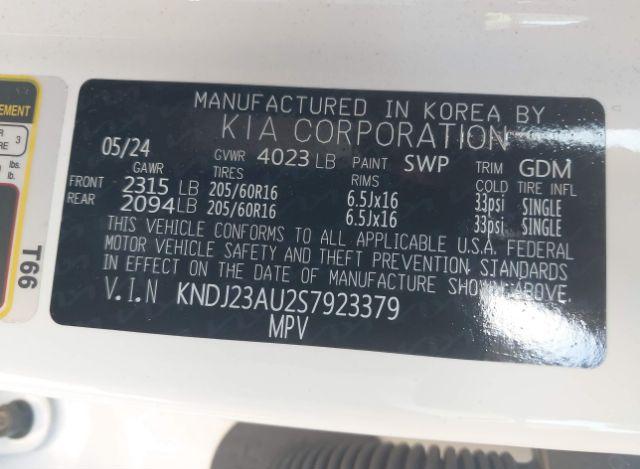 MANUFACTURED IN KOREA BY
KIA CORPORATION
05/24 GVWR 4023 LB PAINT SWP TRIM GDM
GAWR TIRES RIMS COLD TIRE INFL
FRONT 2315 LB 205/60R16 6.5Jx16 33psi SINGLE
REAR 2094 LB 205/60R16 6.5Jx16 33psi SINGLE
THIS VEHICLE CONFORMS TO ALL APPLICABLE U.S.A. FEDERAL
MOTOR VEHICLE SAFETY AND THEFT PREVENTION STANDARDS
IN EFFECT ON THE DATE OF MANUFACTURE SHOWN ABOVE.
V.I.N KNDJ23AU2S7923379
MPV
3
lbs.
lb.
T66